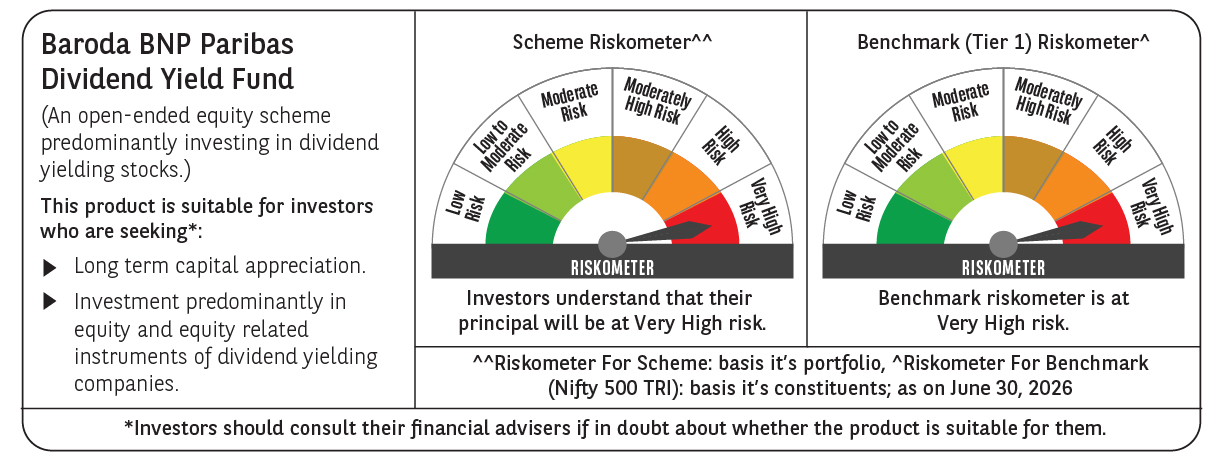 Baroda BNP Paribas
Dividend Yield Fund
(An open-ended equity scheme
predominantly investing in dividend
yielding stocks.)
This product is suitable for investors
who are seeking*:
Long term capital appreciation.
Investment predominantly in
equity and equity related
instruments of dividend yielding
companies.
Scheme Riskometer^^
Low
Risk
Low to
Moderate
Risk
Moderate
Risk
Moderately
High Risk
High
Risk
Very High
Risk
RISKOMETER
Investors understand that their
principal will be at Very High risk.
Benchmark (Tier 1) Riskometer^
Low
Risk
Low to
Moderate
Risk
Moderate
Risk
Moderately
High Risk
High
Risk
Very High
Risk
RISKOMETER
Benchmark riskometer is at
Very High risk.
^^Riskometer For Scheme: basis it's portfolio, ^Riskometer For Benchmark
(Nifty 500 TRI): basis it's constituents; as on June 30, 2026
*Investors should consult their financial advisers if in doubt about whether the product is suitable for them.